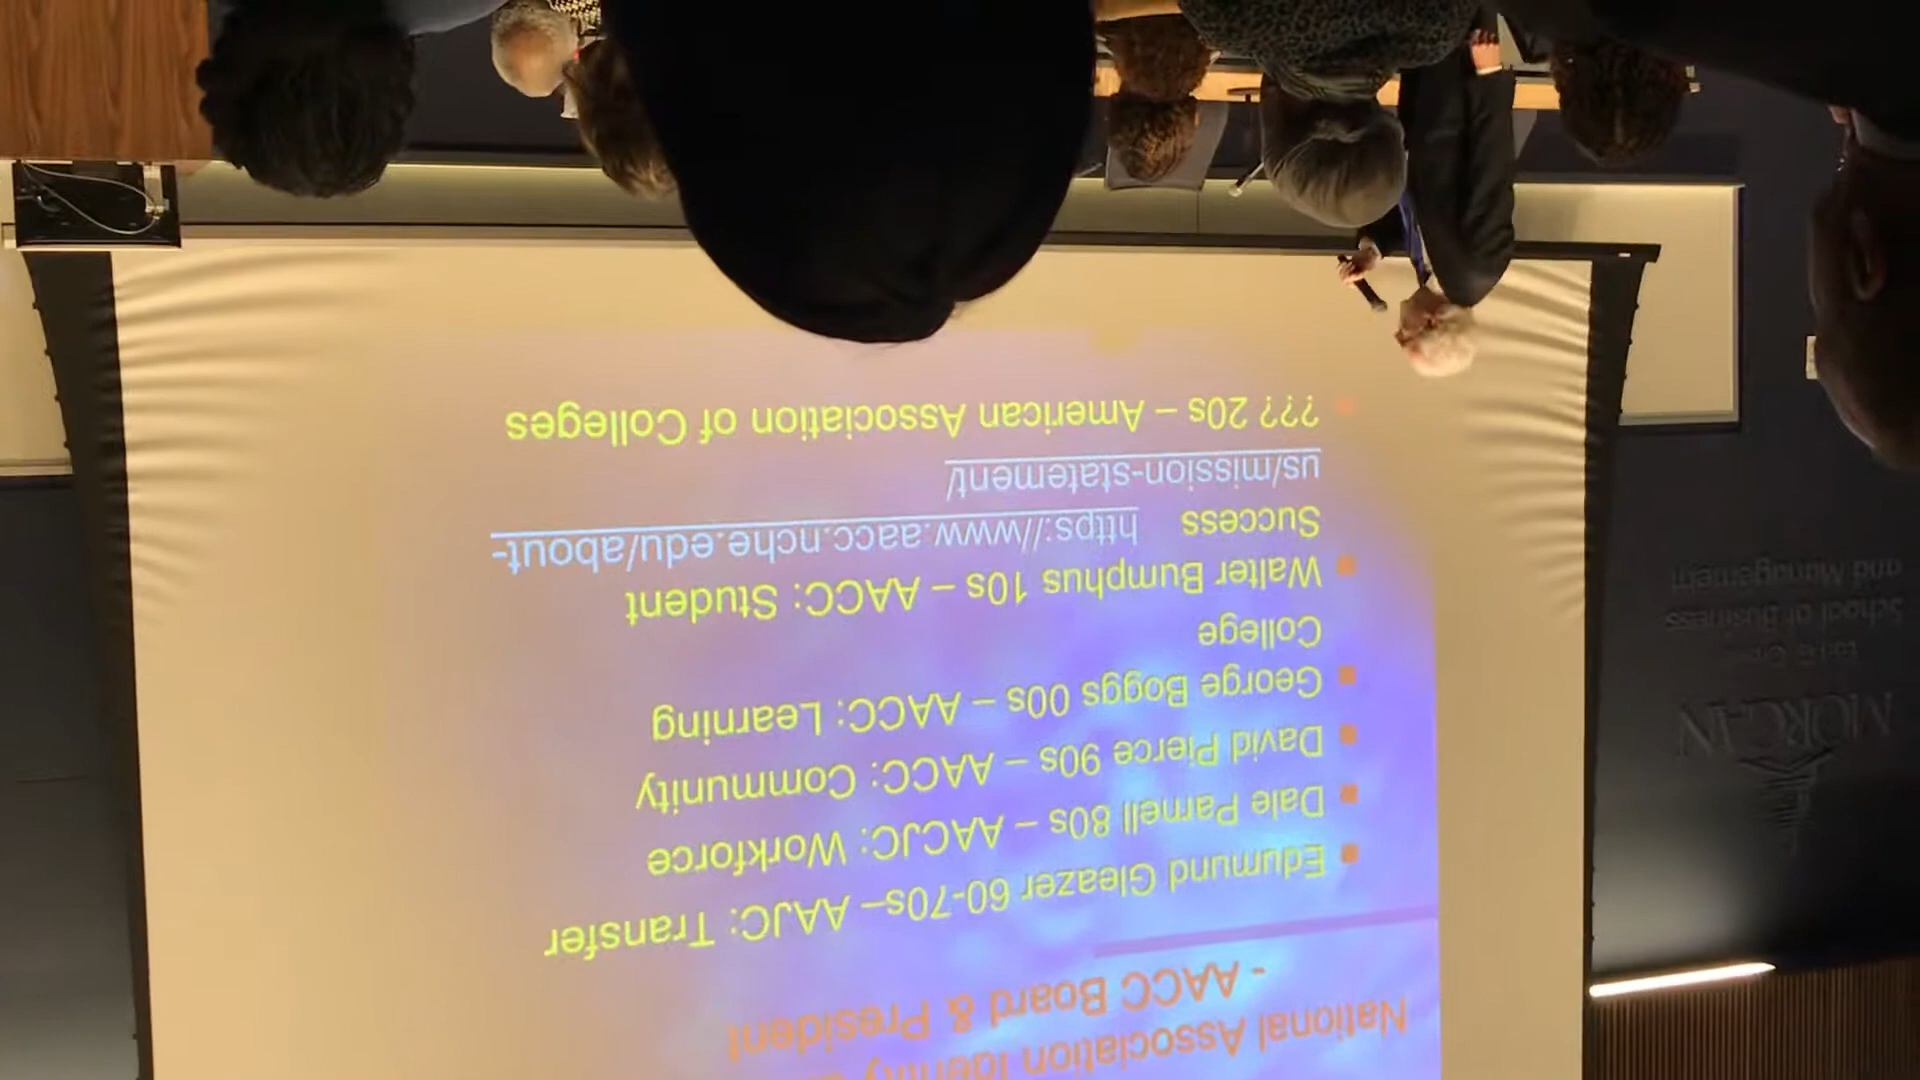 National Association Identity
- AACC Board & President
Edumund Gleazer 60-70s– AAJC: Transfer
Dale Parnell 80s – AACJC: Workforce
David Pierce 90s – AACC: Community
George Boggs 00s – AACC: Learning
College
Walter Bumphus 10s – AACC: Student
Success https://www.aacc.nche.edu/about-
us/mission-statement/
??? 20s – American Association of Colleges
MORGAN
School of Business
and Management